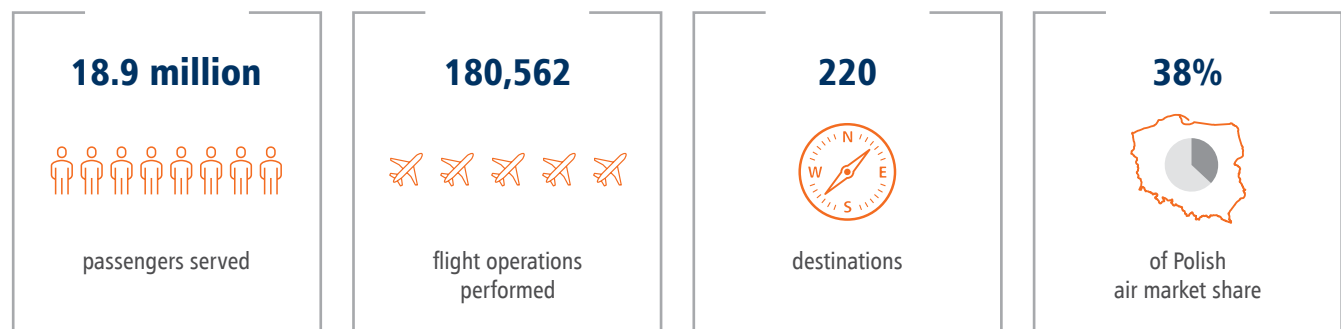 18.9 million
passengers served
180,562
flight operations
performed
220
N
W
E
S
destinations
38%
of Polish
air market share